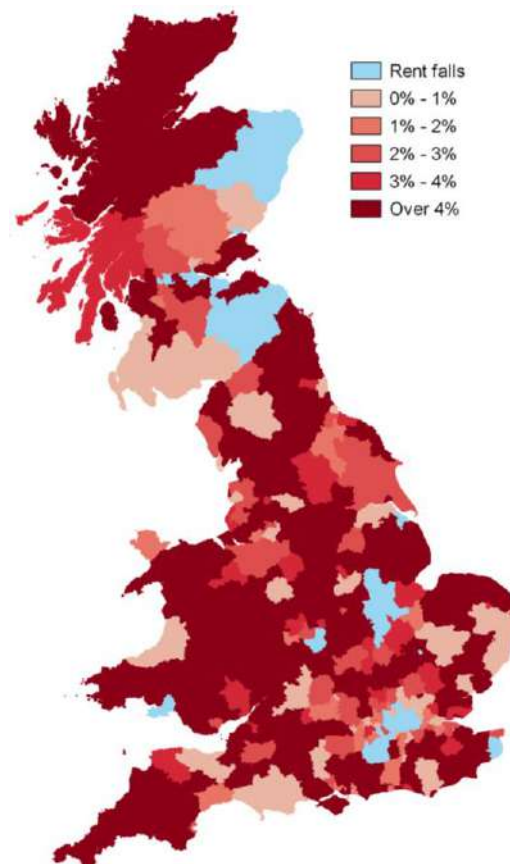 Rent falls
0% - 1%
1% - 2%
2% - 3%
3% - 4%
Over 4%